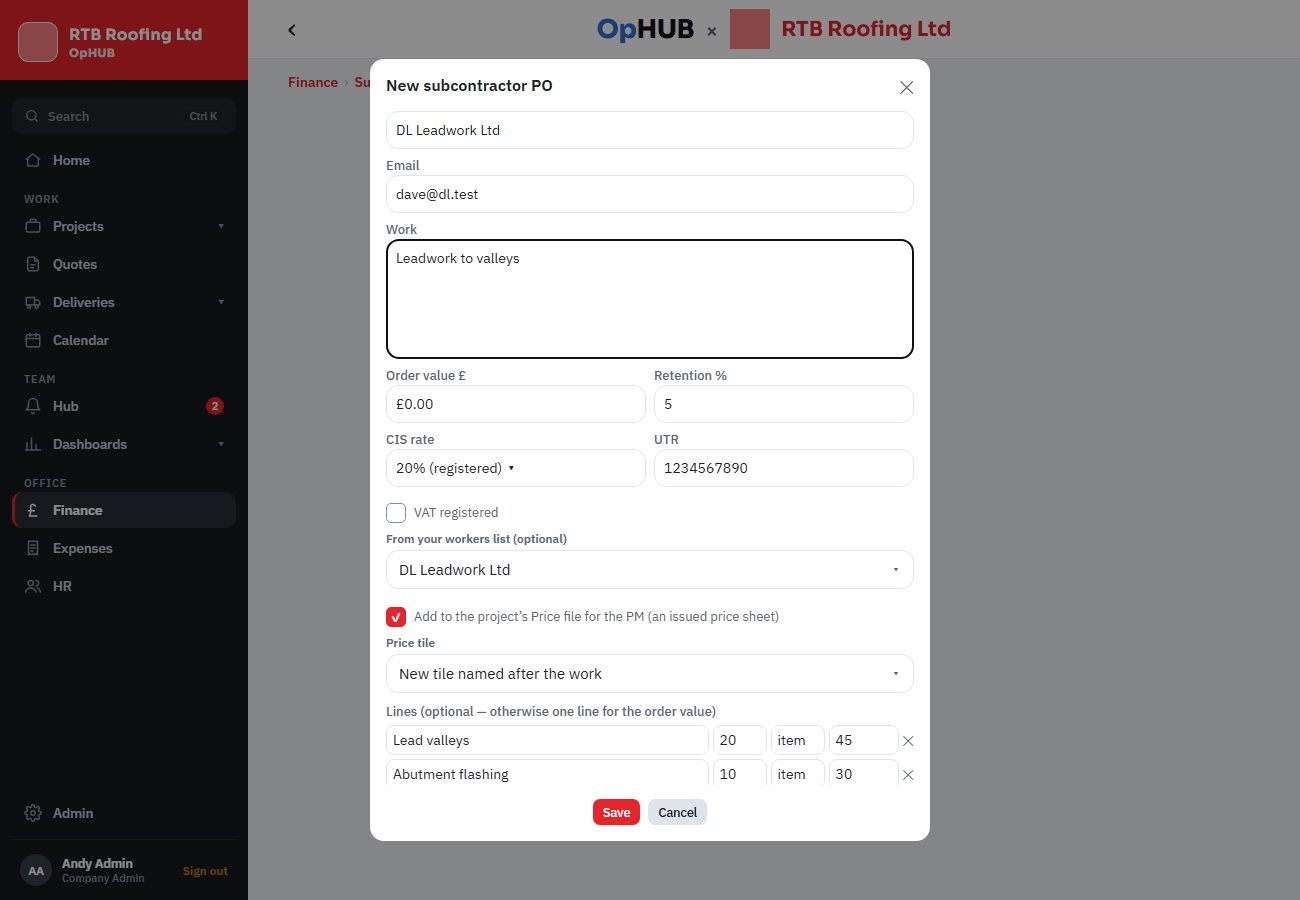 RTB Roofing Ltd
OpHUB
Search Ctrl K
Home
WORK
Projects
Quotes
Deliveries
Calendar
TEAM
Hub 2
Dashboards
OFFICE
Finance
Expenses
HR
Admin
AA Andy Admin
Company Admin
Sign out
OpHUB × RTB Roofing Ltd
Finance › Su
New subcontractor PO
DL Leadwork Ltd
Email
dave@dl.test
Work
Leadwork to valleys
Order value £ Retention %
£0.00 5
CIS rate UTR
20% (registered) 1234567890
VAT registered
From your workers list (optional)
DL Leadwork Ltd
Add to the project’s Price file for the PM (an issued price sheet)
Price tile
New tile named after the work
Lines (optional — otherwise one line for the order value)
Lead valleys 20 item 45
Abutment flashing 10 item 30
Save Cancel